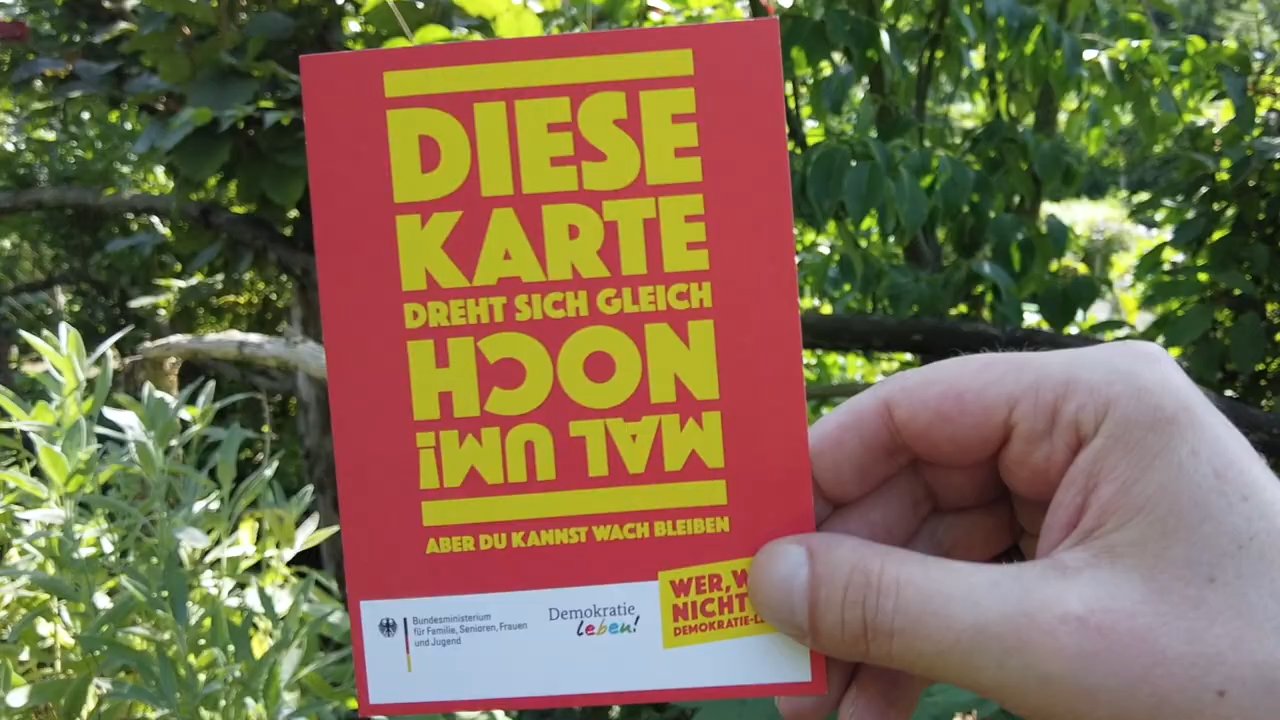 DIESE
KARTE
DREHT SICH GLEICH
NOCH
MAL UM!
ABER DU KANNST WACH BLEIBEN
Bundesministerium
für Familie, Senioren, Frauen
und Jugend
Demokratie
leben!
WER,
NICHT